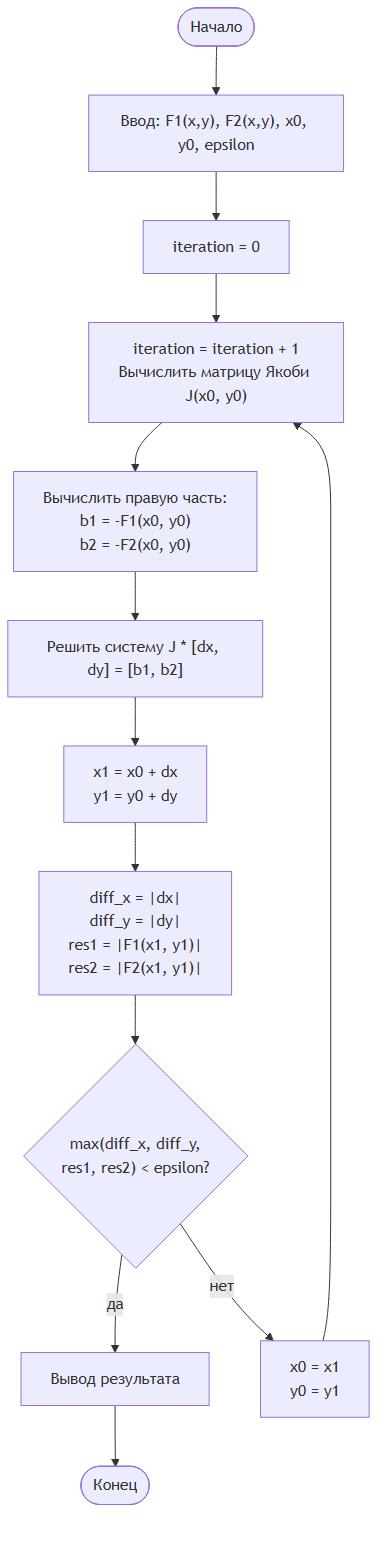 Начало
Ввод: F1(x,y), F2(x,y), x0,
y0, epsilon
iteration = 0
iteration = iteration + 1
Вычислить матрицу Якоби
J(x0, y0)
Вычислить правую часть:
b1 = -F1(x0, y0)
b2 = -F2(x0, y0)
Решить систему J * [dx,
dy] = [b1, b2]
x1 = x0 + dx
y1 = y0 + dy
diff_x = |dx|
diff_y = |dy|
res1 = |F1(x1, y1)|
res2 = |F2(x1, y1)|
max(diff_x, diff_y,
res1, res2) < epsilon?
нет
да
Вывод результата
x0 = x1
y0 = y1
Конец